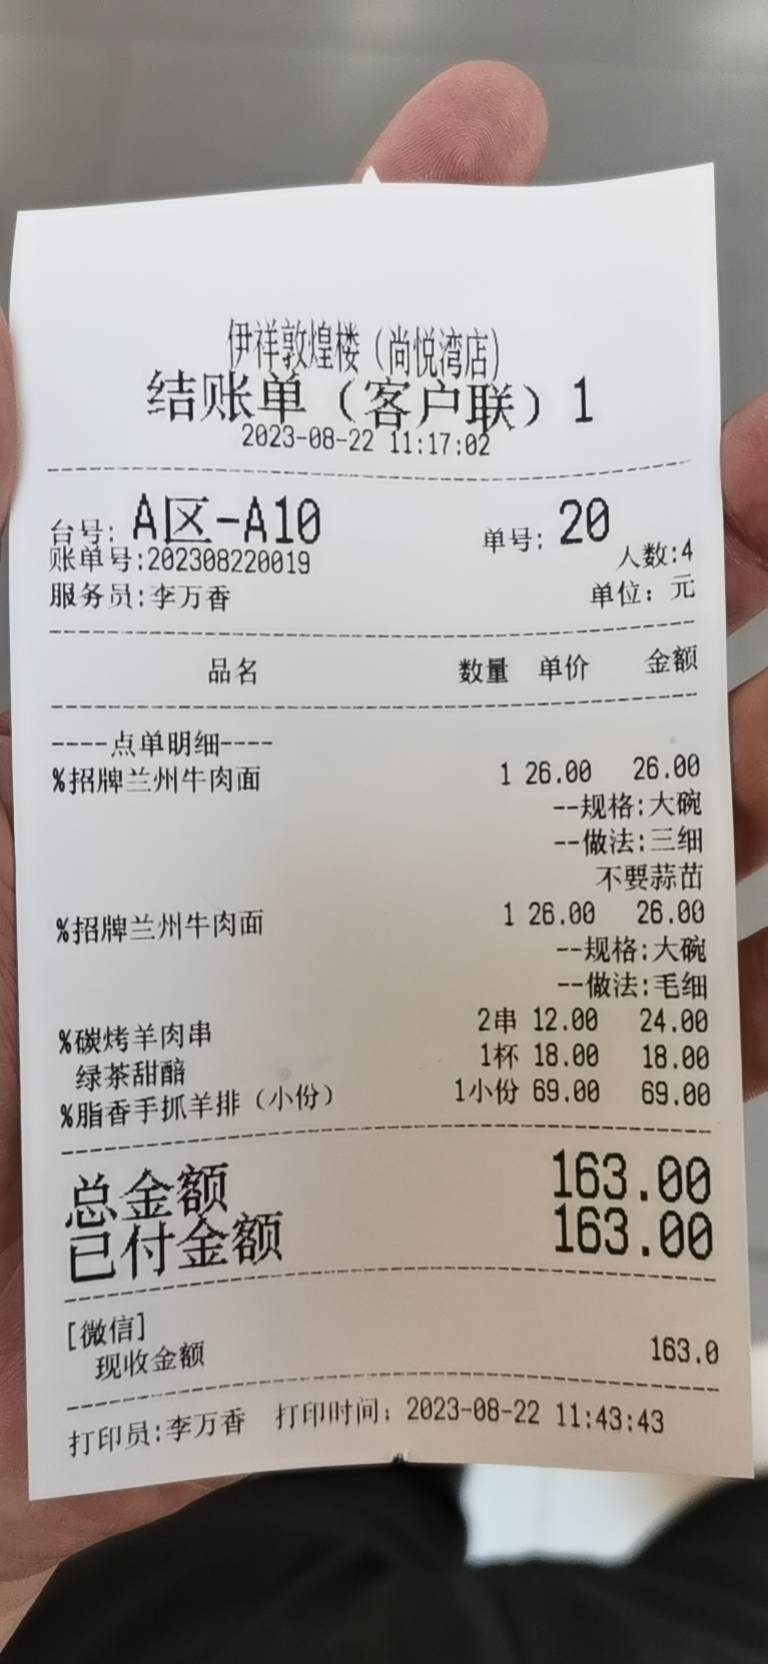 伊祥敦煌楼（尚悦湾店）
结账单（客户联）1
2023-08-22 11:17:02
台号: A区-A10 单号: 20
账单号:202308220019 人数:4
服务员:李万香 单位: 元
品名 数量 单价 金额
----点单明细----
%招牌兰州牛肉面 1 26.00 26.00
--规格:大碗
--做法:三细
不要蒜苗
%招牌兰州牛肉面 1 26.00 26.00
--规格:大碗
--做法:毛细
%碳烤羊肉串 2串 12.00 24.00
绿茶甜醅 1杯 18.00 18.00
%脂香手抓羊排（小份） 1小份 69.00 69.00
总金额 163.00
已付金额 163.00
[微信]
现收金额 163.0
打印员:李万香 打印时间: 2023-08-22 11:43:43